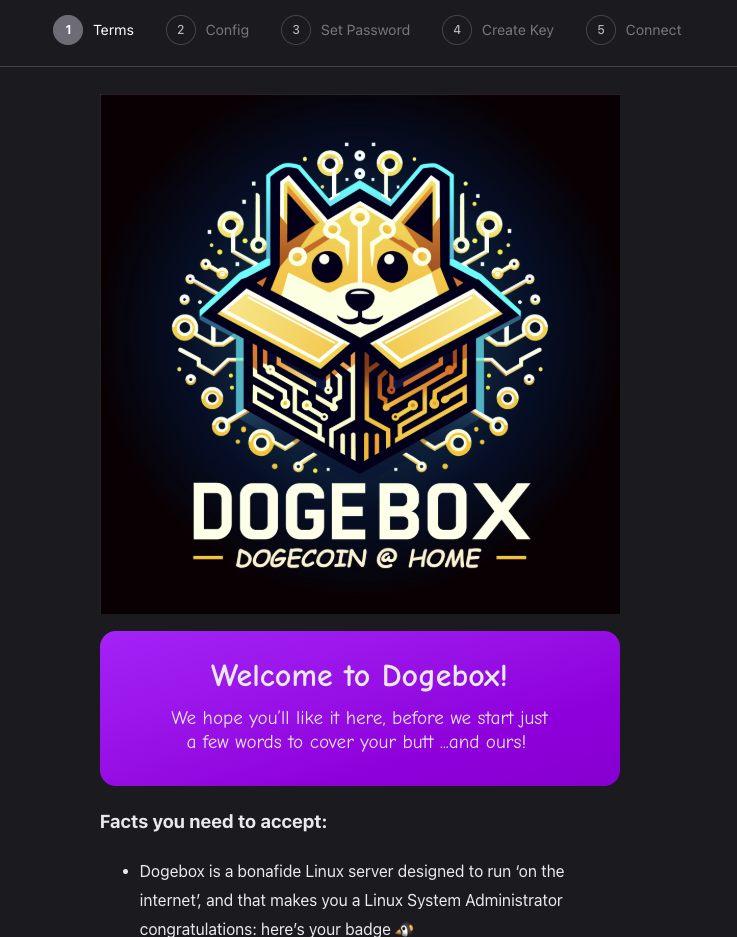 1 Terms 2 Config 3 Set Password 4 Create Key 5 Connect
DOGEBOX
DOGECOIN @ HOME
Welcome to Dogebox!
We hope you'll like it here, before we start just
a few words to cover your butt ...and ours!
Facts you need to accept:
• Dogebox is a bonafide Linux server designed to run ‘on the
internet’, and that makes you a Linux System Administrator
congratulations: here’s your badge